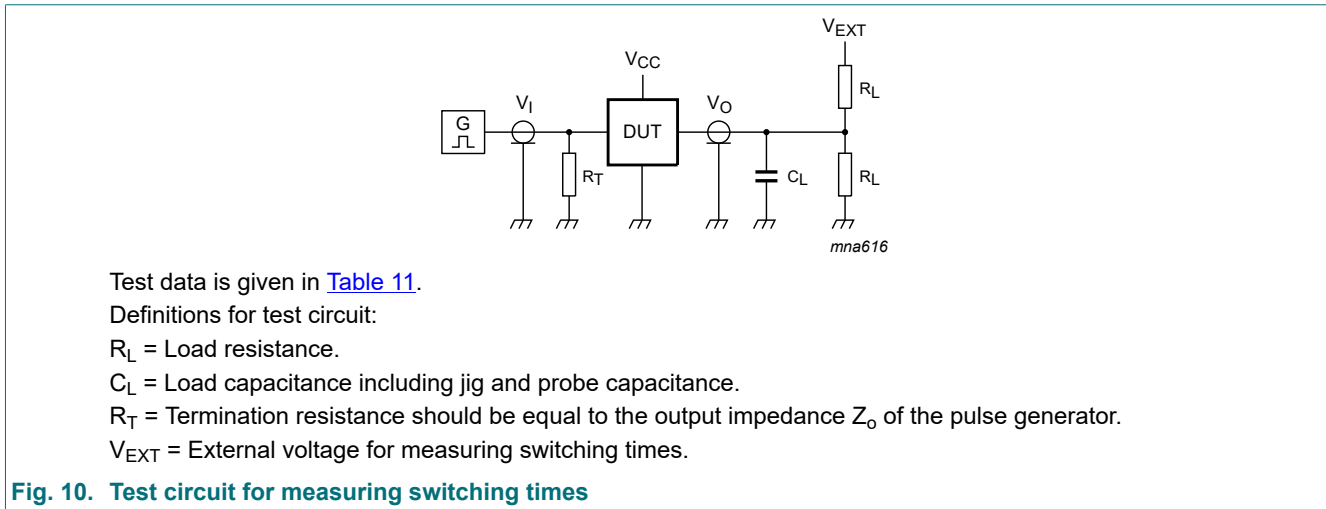 VEXT
VCC
RL
VI
VO
G
DUT
RT
CL
RL
mna616
Test data is given in Table 11.
Definitions for test circuit:
RL = Load resistance.
CL = Load capacitance including jig and probe capacitance.
RT = Termination resistance should be equal to the output impedance Zo of the pulse generator.
VEXT = External voltage for measuring switching times.
Fig. 10. Test circuit for measuring switching times